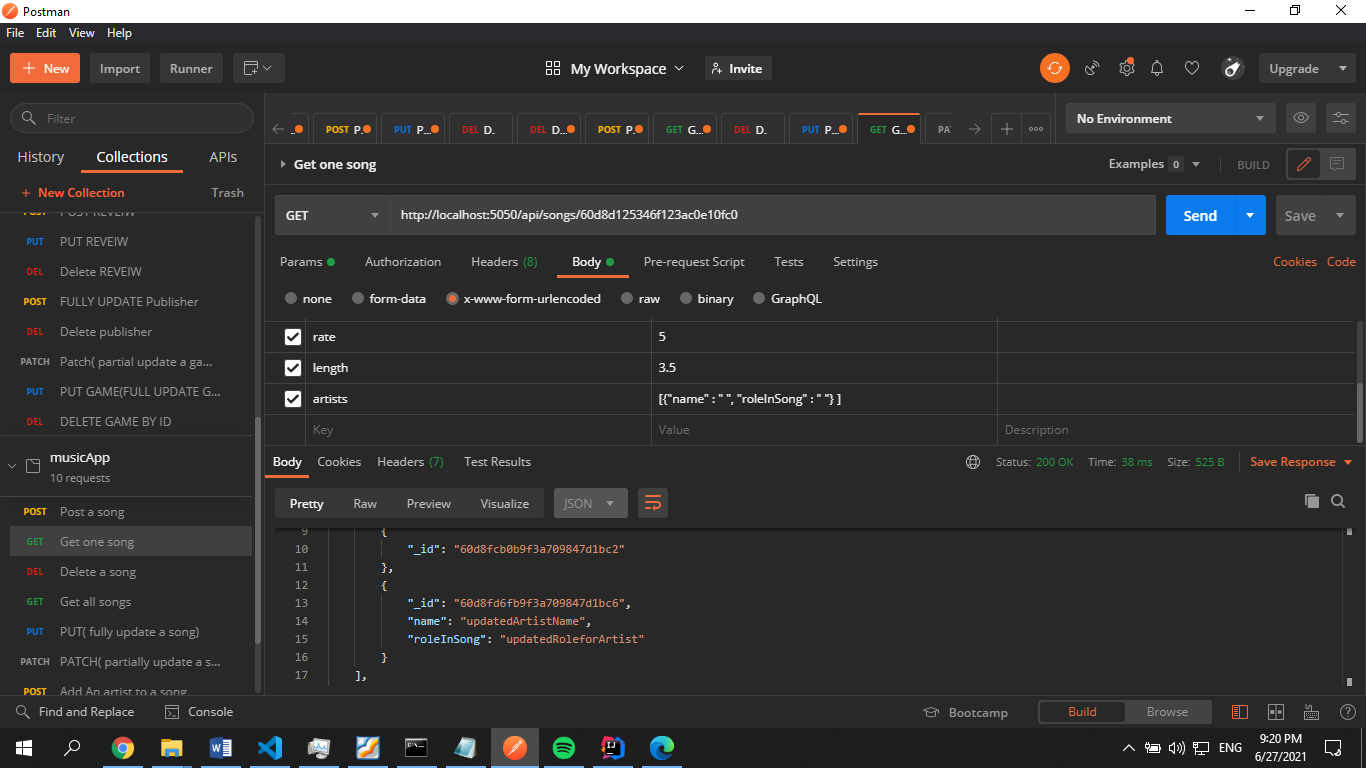 Postman
File Edit View Help
+ New Import Runner My Workspace Invite Upgrade
Filter
History Collections APIs
+ New Collection Trash
POST REVEIW
PUT PUT REVEIW
DEL Delete REVEIW
POST FULLY UPDATE Publisher
DEL Delete publisher
PATCH Patch( partial update a ga...
PUT PUT GAME(FULL UPDATE G...
DEL DELETE GAME BY ID
musicApp
10 requests
POST Post a song
GET Get one song
DEL Delete a song
GET Get all songs
PUT PUT( fully update a song)
PATCH PATCH( partially update a s...
POST Add An artist to a song
.. POST P.. PUT P... DEL D. DEL D... POST P. GET G... DEL D. PUT P... GET G... PA No Environment
Get one song Examples 0 BUILD
GET http://localhost:5050/api/songs/60d8d125346f123ac0e10fc0 Send Save
Params Authorization Headers (8) Body Pre-request Script Tests Settings Cookies Code
none form-data x-www-form-urlencoded raw binary GraphQL
rate 5
length 3.5
artists [{"name" : " ", "roleInSong" : " "} ]
Key Value Description
Body Cookies Headers (7) Test Results Status: 200 OK Time: 38 ms Size: 525 B Save Response
Pretty Raw Preview Visualize JSON
9 {
10 "_id": "60d8fcb0b9f3a709847d1bc2"
11 },
12 {
13 "_id": "60d8fd6fb9f3a709847d1bc6",
14 "name": "updatedArtistName",
15 "roleInSong": "updatedRoleforArtist"
16 }
17 ],
Find and Replace Console Bootcamp Build Browse
ENG 9:20 PM
6/27/2021